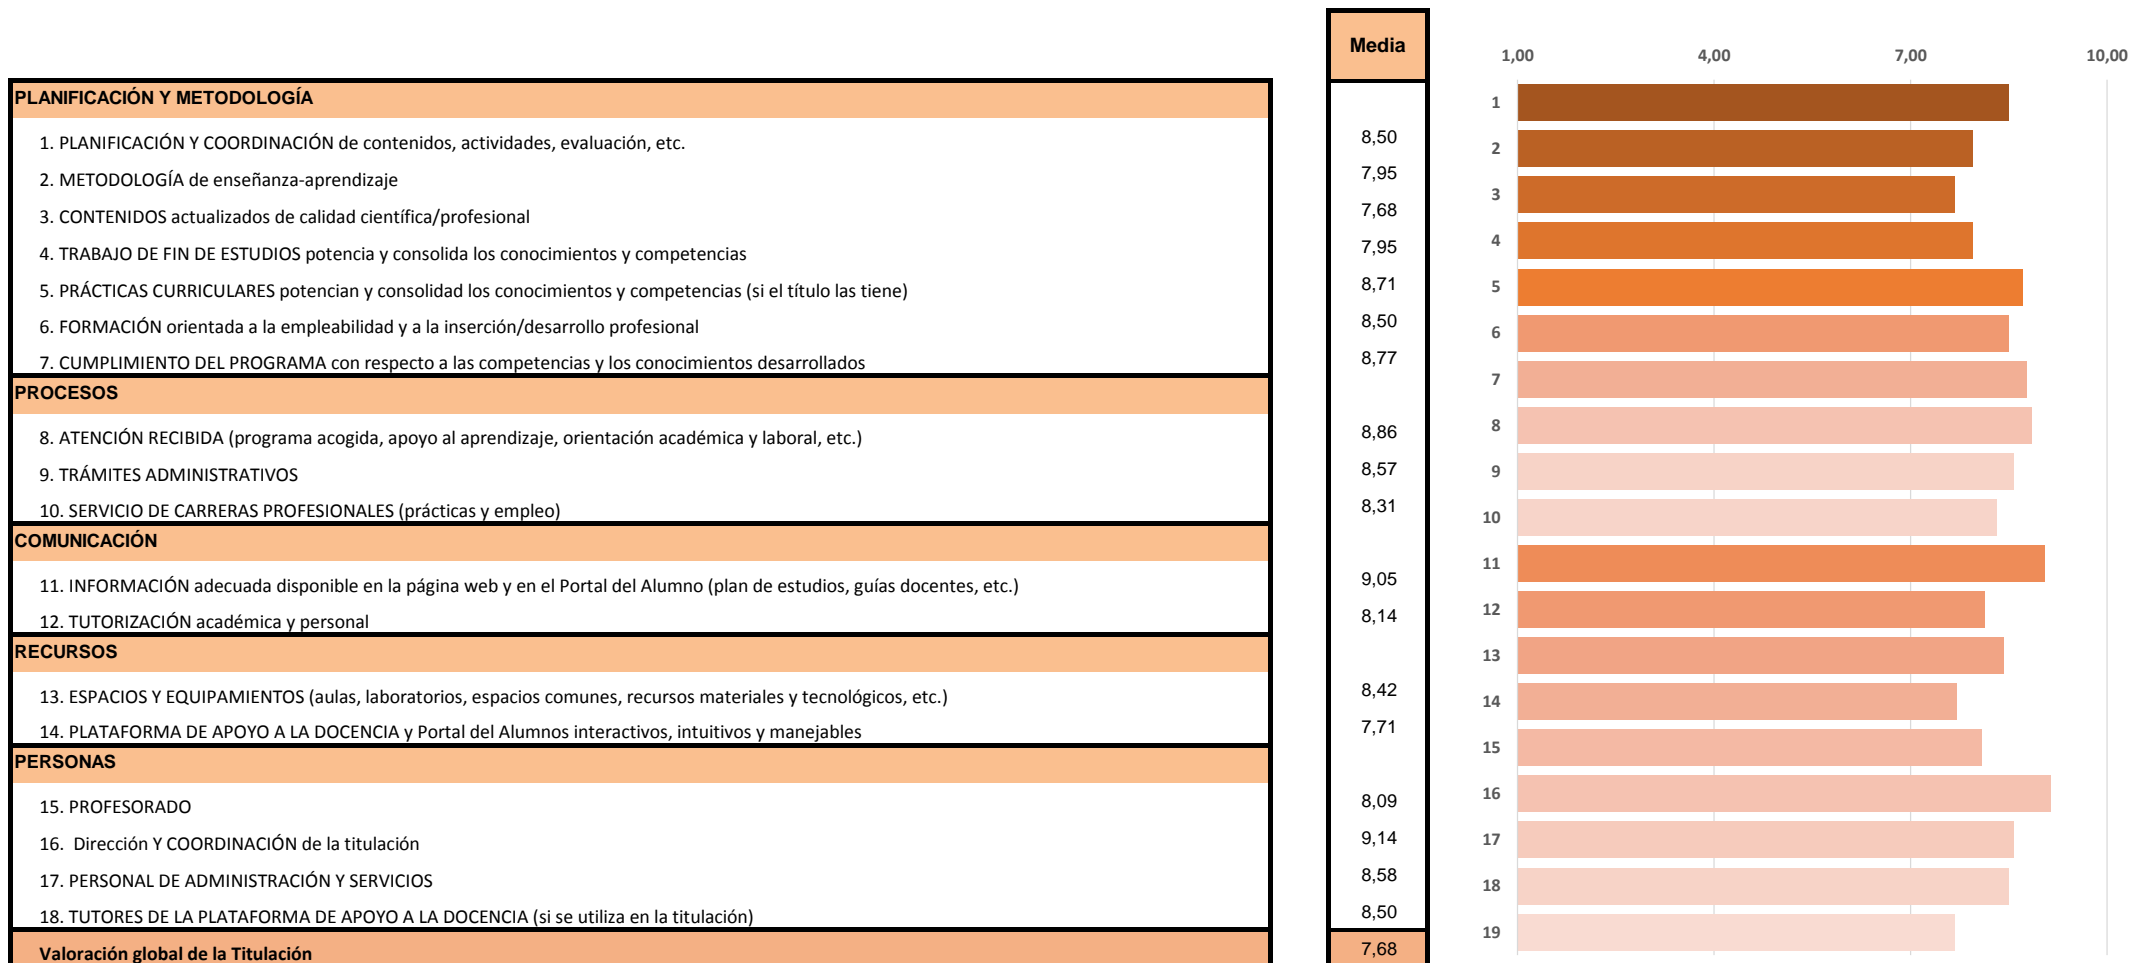 Media
1,00 4,00 7,00 10,00
PLANIFICACIÓN Y METODOLOGÍA
1. PLANIFICACIÓN Y COORDINACIÓN de contenidos, actividades, evaluación, etc. 8,50
2. METODOLOGÍA de enseñanza-aprendizaje 7,95
3. CONTENIDOS actualizados de calidad científica/profesional 7,68
4. TRABAJO DE FIN DE ESTUDIOS potencia y consolida los conocimientos y competencias 7,95
5. PRÁCTICAS CURRICULARES potencian y consolidad los conocimientos y competencias (si el título las tiene) 8,71
6. FORMACIÓN orientada a la empleabilidad y a la inserción/desarrollo profesional 8,50
7. CUMPLIMIENTO DEL PROGRAMA con respecto a las competencias y los conocimientos desarrollados 8,77
PROCESOS
8. ATENCIÓN RECIBIDA (programa acogida, apoyo al aprendizaje, orientación académica y laboral, etc.) 8,86
9. TRÁMITES ADMINISTRATIVOS 8,57
10. SERVICIO DE CARRERAS PROFESIONALES (prácticas y empleo) 8,31
COMUNICACIÓN
11. INFORMACIÓN adecuada disponible en la página web y en el Portal del Alumno (plan de estudios, guías docentes, etc.) 9,05
12. TUTORIZACIÓN académica y personal 8,14
RECURSOS
13. ESPACIOS Y EQUIPAMIENTOS (aulas, laboratorios, espacios comunes, recursos materiales y tecnológicos, etc.) 8,42
14. PLATAFORMA DE APOYO A LA DOCENCIA y Portal del Alumnos interactivos, intuitivos y manejables 7,71
PERSONAS
15. PROFESORADO 8,09
16. Dirección Y COORDINACIÓN de la titulación 9,14
17. PERSONAL DE ADMINISTRACIÓN Y SERVICIOS 8,58
18. TUTORES DE LA PLATAFORMA DE APOYO A LA DOCENCIA (si se utiliza en la titulación) 8,50
Valoración global de la Titulación 7,68
1
2
3
4
5
6
7
8
9
10
11
12
13
14
15
16
17
18
19